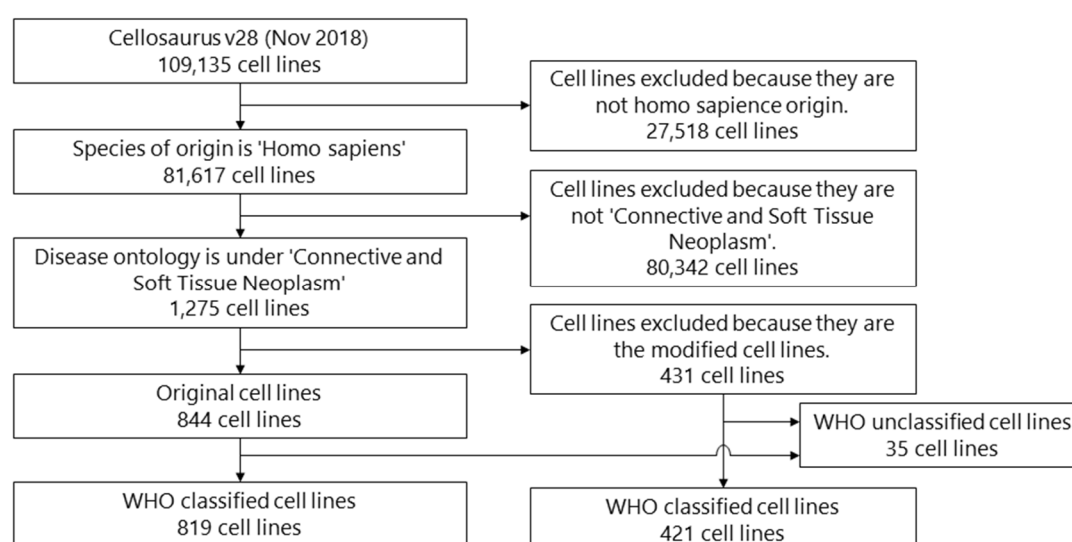 Cellosaurus v28 (Nov 2018)
109,135 cell lines
Cell lines excluded because they are
not homo sapience origin.
27,518 cell lines
Species of origin is 'Homo sapiens'
81,617 cell lines
Cell lines excluded because they are
not 'Connective and Soft Tissue
Neoplasm'.
80,342 cell lines
Disease ontology is under 'Connective and
Soft Tissue Neoplasm'
1,275 cell lines
Cell lines excluded because they are
the modified cell lines.
431 cell lines
Original cell lines
844 cell lines
WHO unclassified cell lines
35 cell lines
WHO classified cell lines
819 cell lines
WHO classified cell lines
421 cell lines